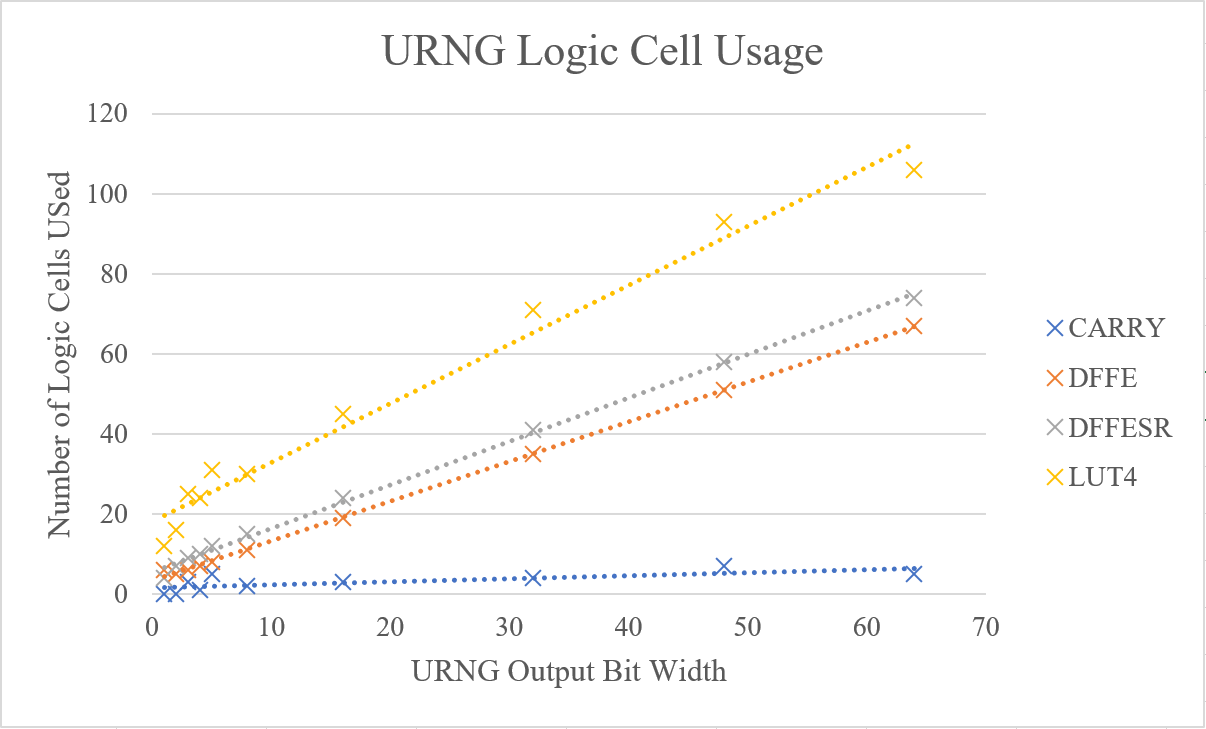 URNG Logic Cell Usage
120
100
80
60
40
20
0
Number of Logic Cells USed
0 10 20 30 40 50 60 70
URNG Output Bit Width
CARRY
DFFE
DFFESR
LUT4